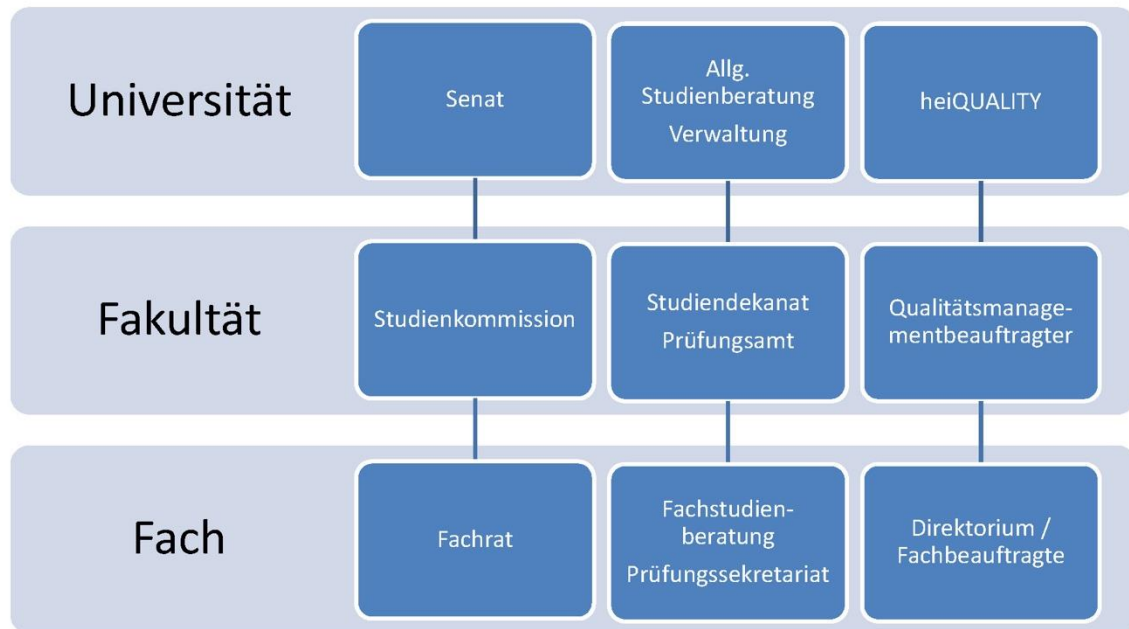 Universität
Senat
Allg.
Studienberatung
Verwaltung
heiQUALITY
Fakultät
Studienkommission
Studiendekanat
Prüfungsamt
Qualitätsmanage-
mentbeauftragter
Fach
Fachrat
Fachstudien-
beratung
Prüfungssekretariat
Direktorium /
Fachbeauftragte